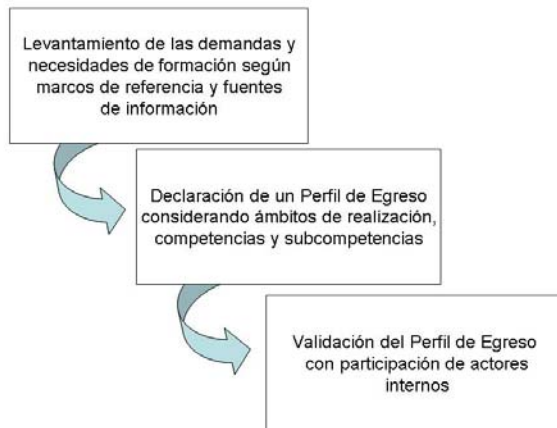 Levantamiento de las demandas y
necesidades de formación según
marcos de referencia y fuentes
de información
Declaración de un Perfil de Egreso
considerando ámbitos de realización,
competencias y subcompetencias
Validación del Perfil de Egreso
con participación de actores
internos